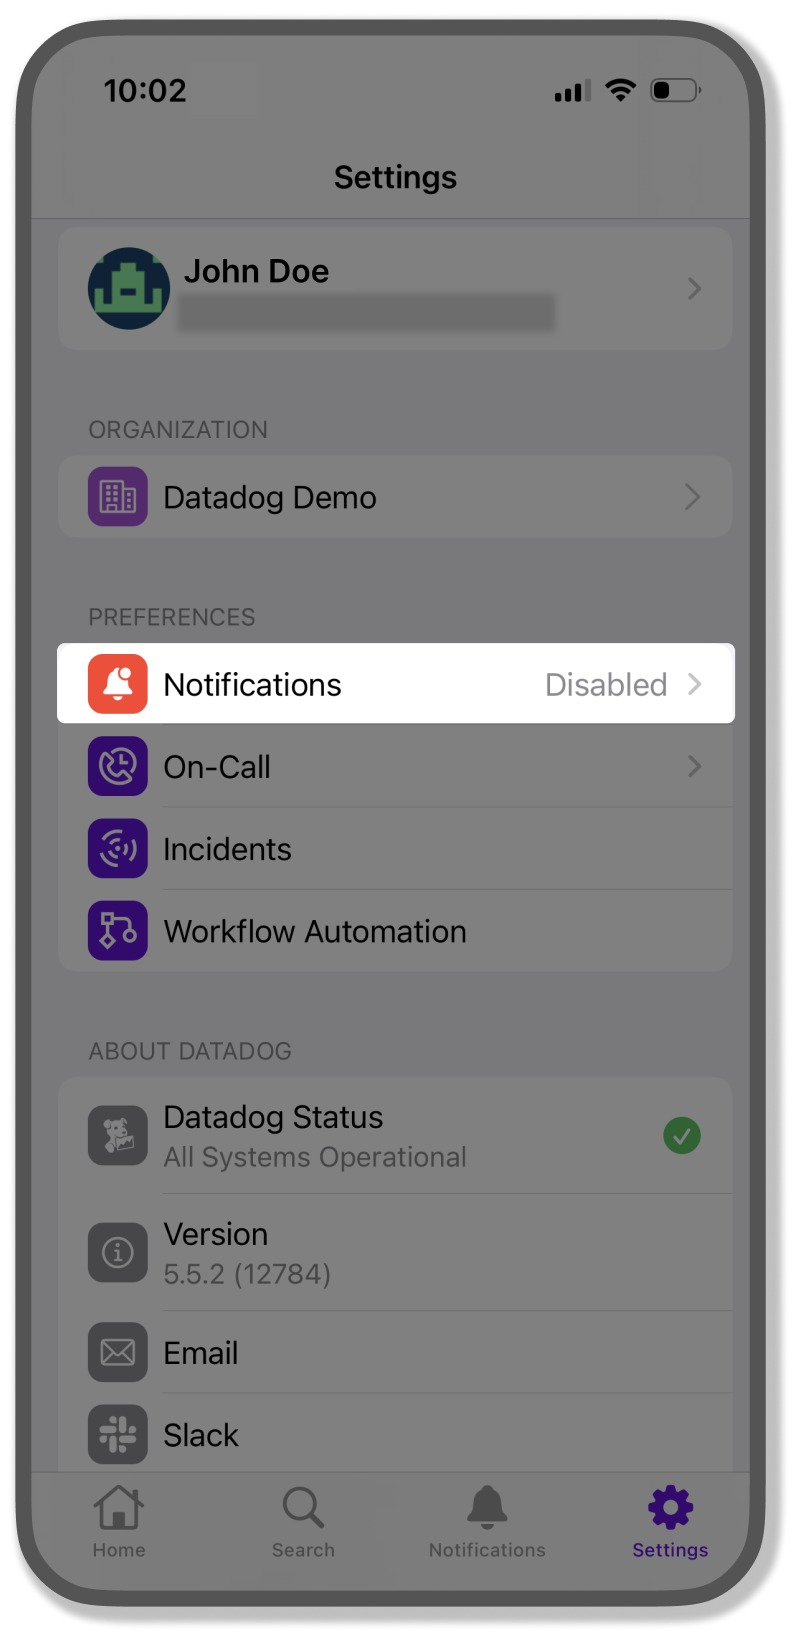 10:02
Settings
John Doe
ORGANIZATION
Datadog Demo
PREFERENCES
Notifications Disabled
On-Call
Incidents
Workflow Automation
ABOUT DATADOG
Datadog Status
All Systems Operational
Version
5.5.2 (12784)
Email
Slack
Home Search Notifications Settings